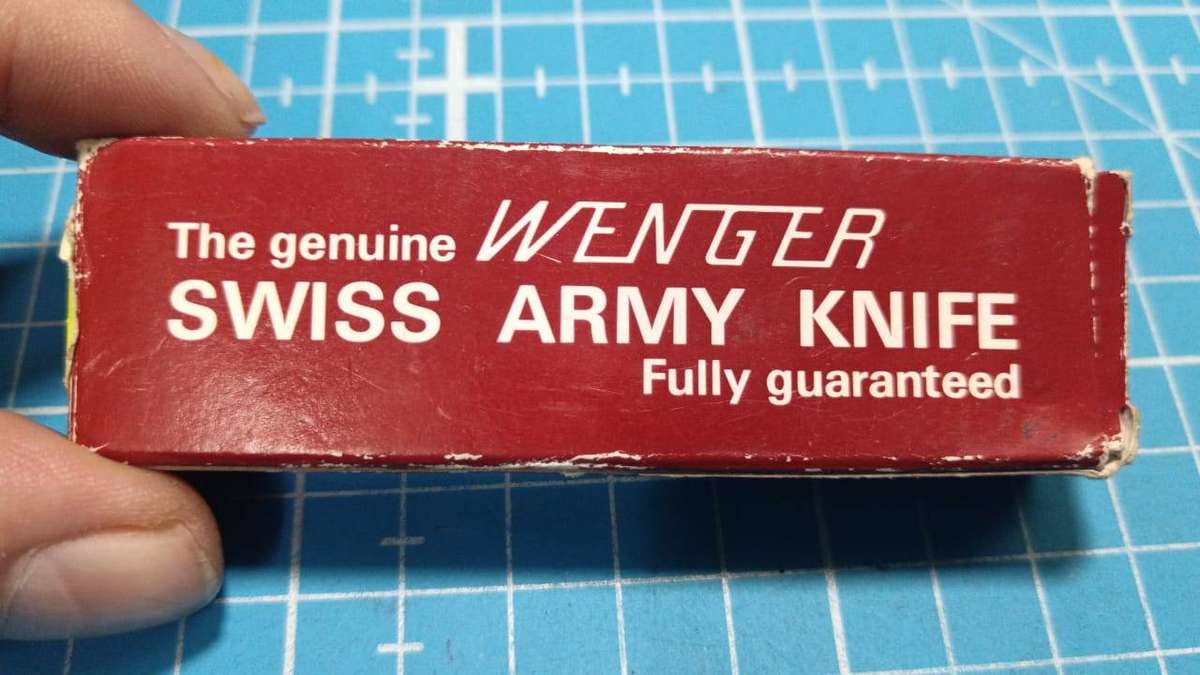 The genuine WENGER
SWISS ARMY KNIFE
Fully guaranteed